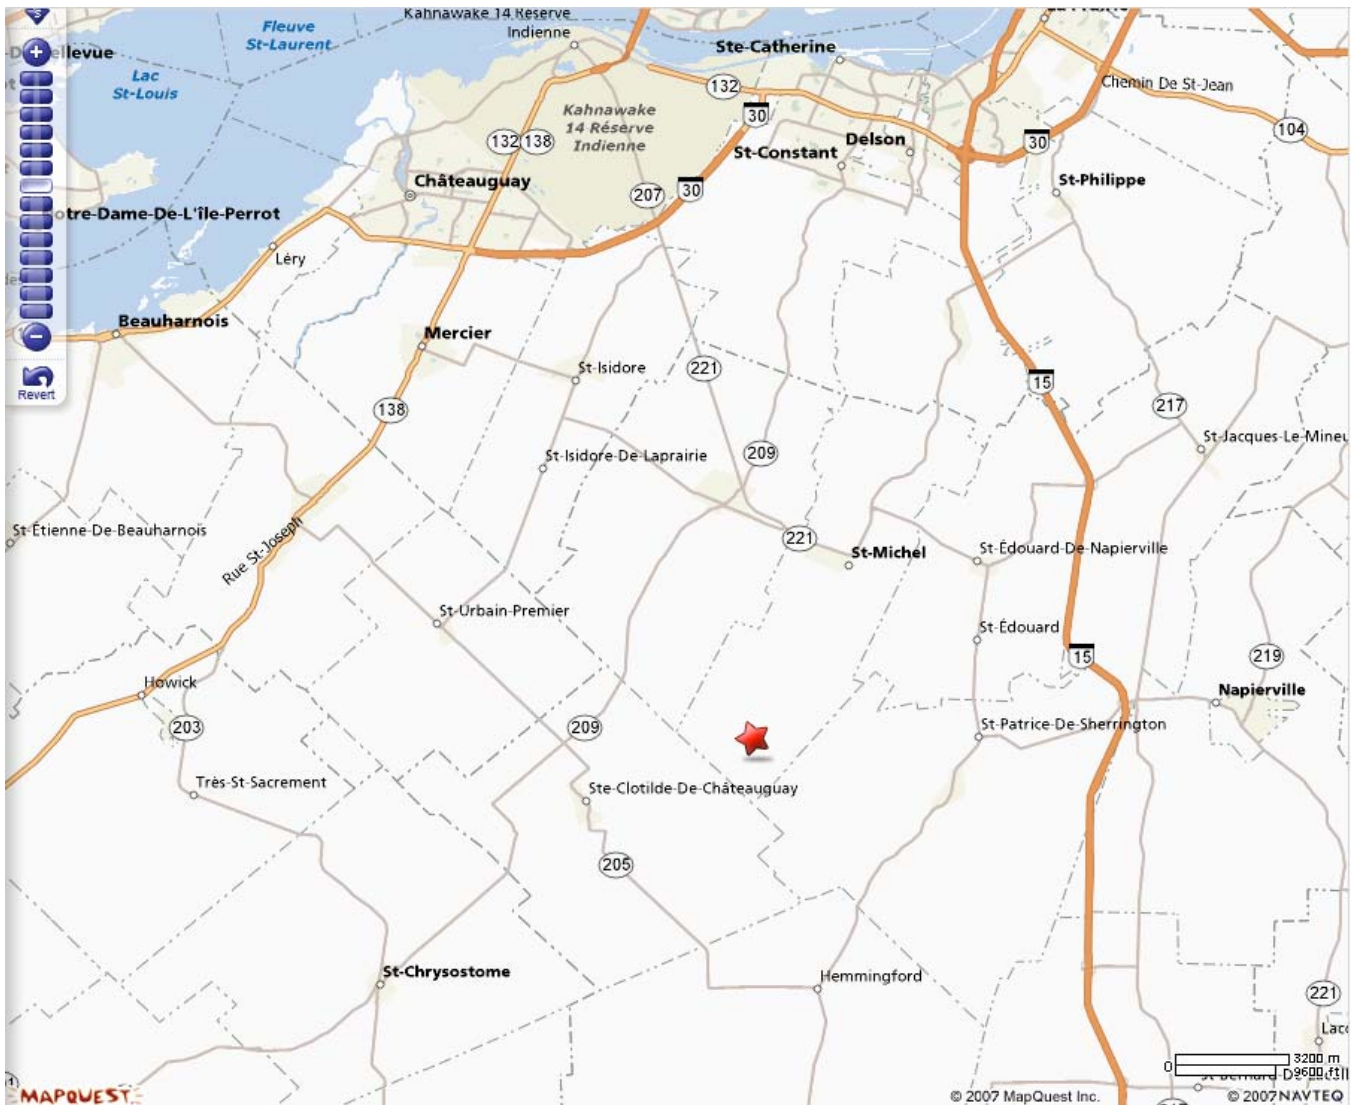 Kahnawake 14 Réserve
Indienne
Fleuve
St-Laurent
Ste-Catherine
Lac
St-Louis
132
Chemin De St-Jean
Kahnawake
14 Réserve
Indienne
30
104
132
138
30
St-Constant
Delson
Châteauguay
207
30
St-Philippe
otre-Dame-De-L'île-Perrot
Léry
Beauharnois
Mercier
St-Isidore
221
15
Revert
138
217
St-Jacques-Le-Mineu
209
St-Isidore-De-Laprairie
St-Étienne-De-Beauharnois
Rue St-Joseph
221
St-Michel
St-Édouard-De-Napierville
St-Urbain-Premier
St-Édouard
15
219
Howick
Napierville
203
209
St-Patrice-De-Sherrington
Très-St-Sacrement
Ste-Clotilde-De-Châteauguay
205
St-Chrysostome
Hemmingford
221
Laco
3200 m
0
9600 ft
MAPQUEST
© 2007 MapQuest Inc.
© 2007 NAVTEQ